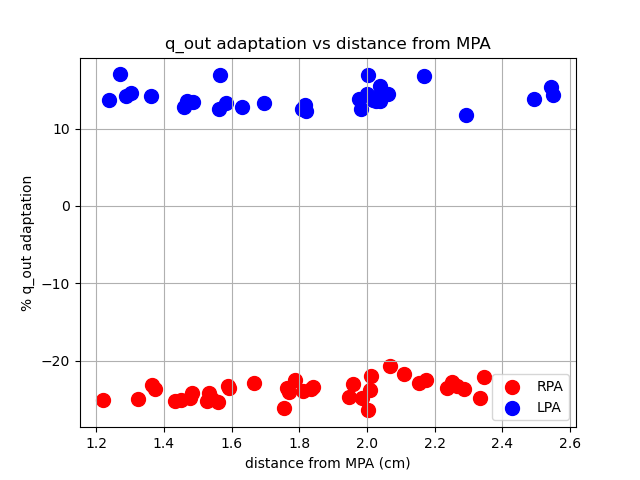 q_out adaptation vs distance from MPA
% q_out adaptation
10
0
−10
−20
1.2 1.4 1.6 1.8 2.0 2.2 2.4 2.6
distance from MPA (cm)
RPA
LPA